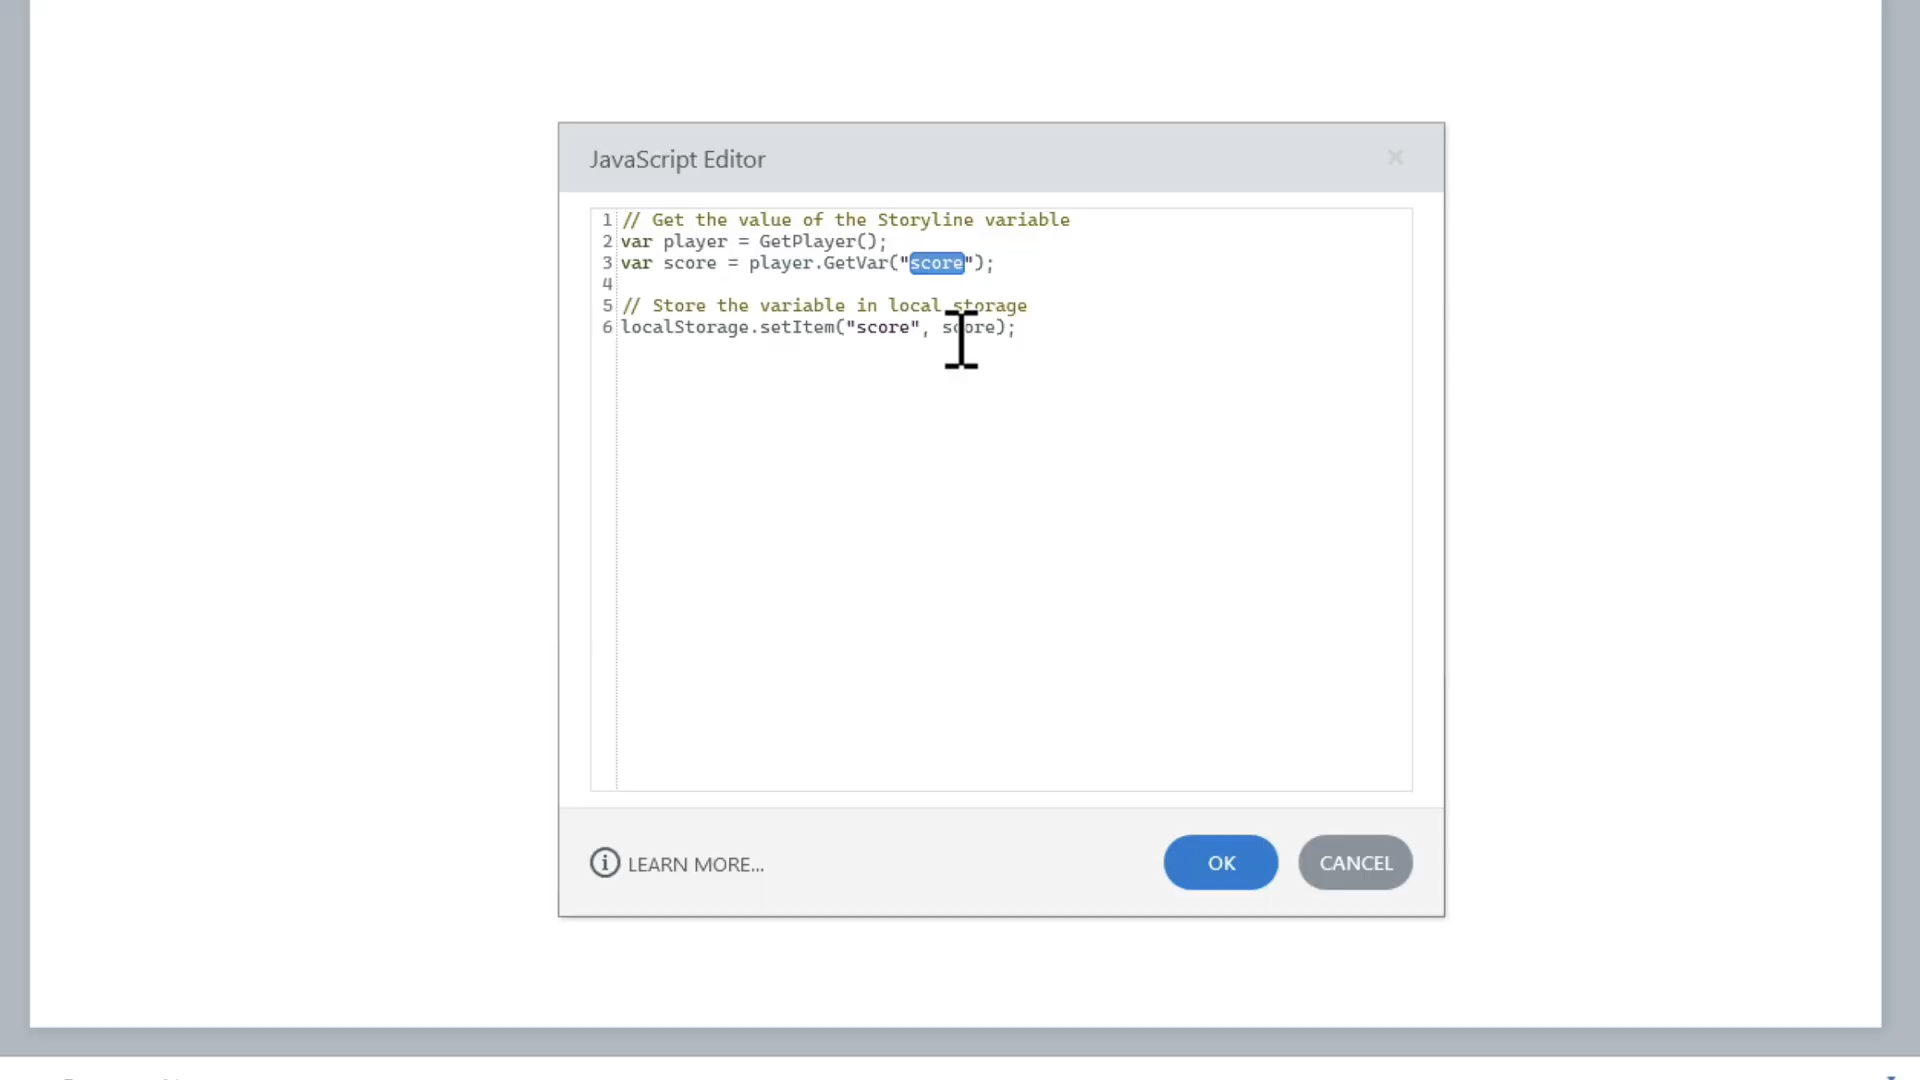 JavaScript Editor
1 // Get the value of the Storyline variable
2 var player = GetPlayer();
3 var score = player.GetVar("score");
4
5 // Store the variable in local storage
6 localStorage.setItem("score", score);
LEARN MORE...
OK
CANCEL